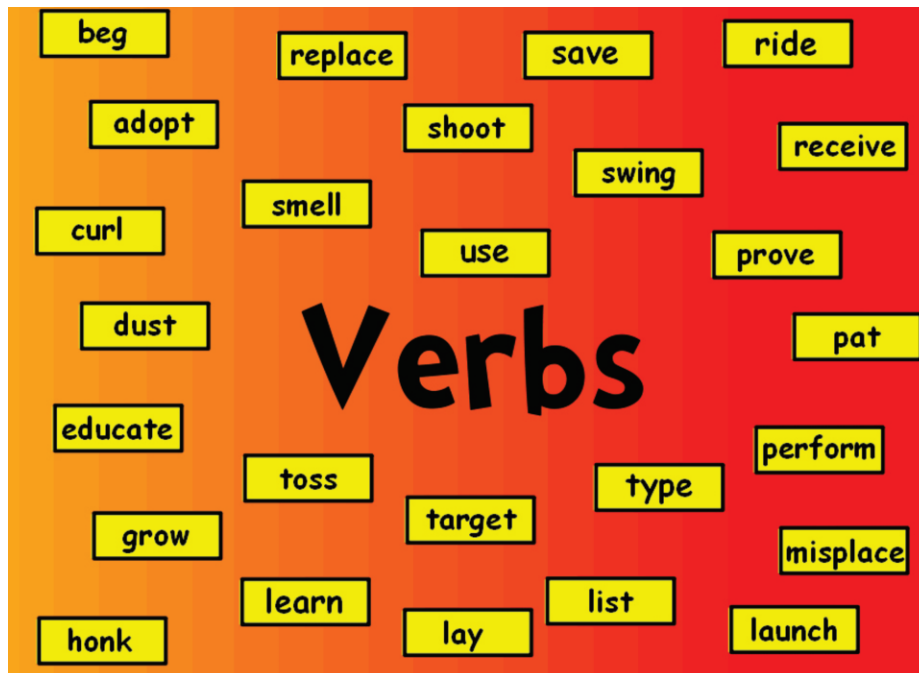 beg
replace
save
ride
adopt
shoot
receive
swing
smell
curl
use
prove
dust
pat
Verbs
educate
perform
toss
type
target
grow
misplace
learn
list
lay
launch
honk